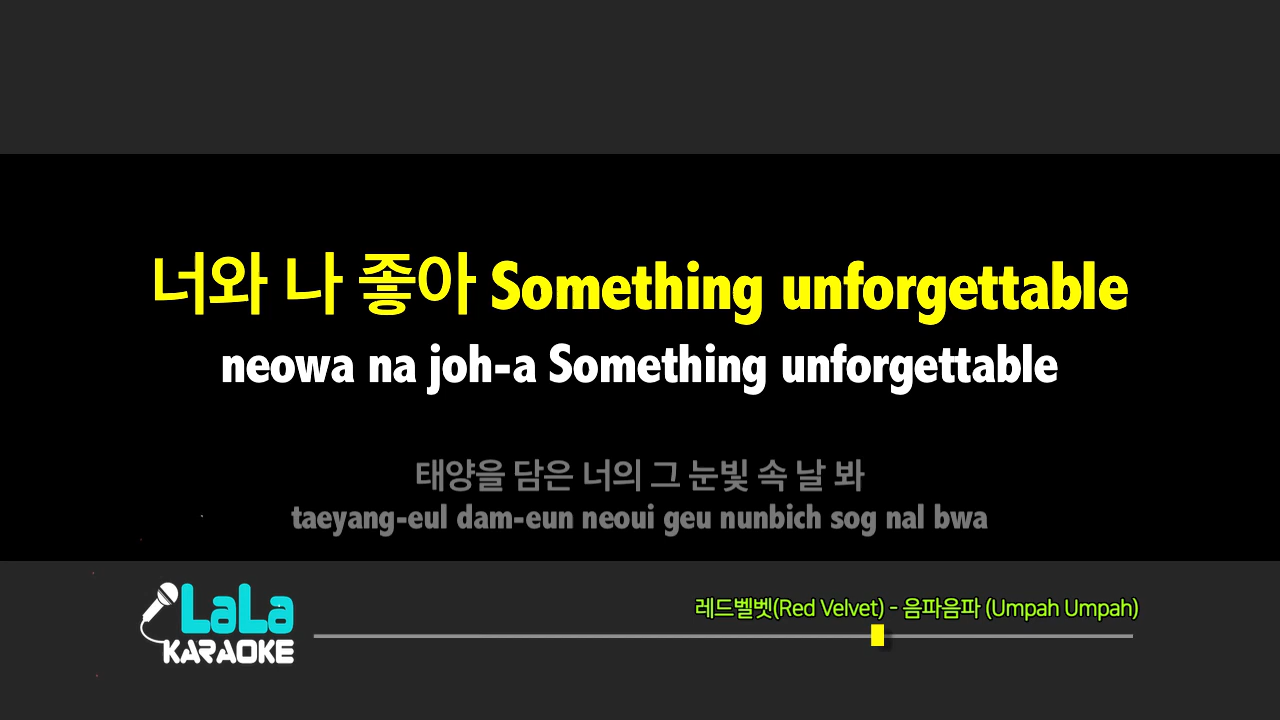 너와 나 좋아 Something unforgettable
neowa na joh-a Something unforgettable
태양을 담은 너의 그 눈빛 속 날 봐
taeyang-eul dam-eun neoui geu nunbich sog nal bwa
레드벨벳(Red Velvet) - 음파음파 (Umpah Umpah)
LaLa
KARAOKE